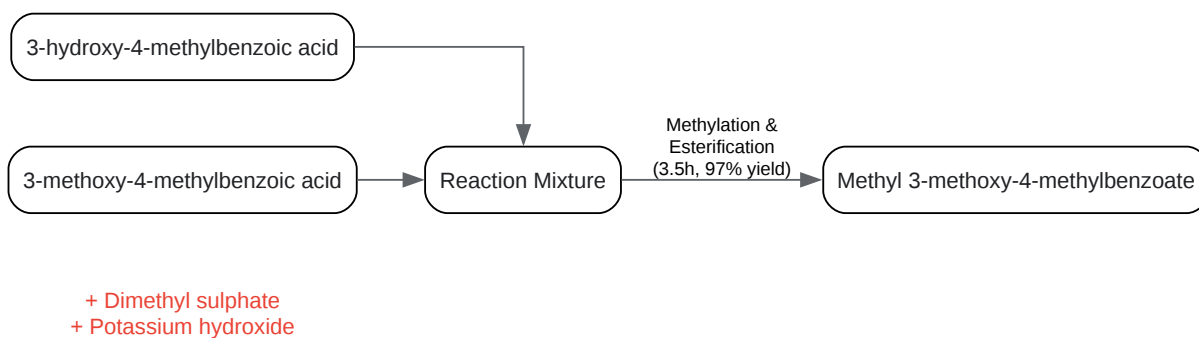 3-hydroxy-4-methylbenzoic acid
Methylation &
Esterification
(3.5h, 97% yield)
3-methoxy-4-methylbenzoic acid
Reaction Mixture
Methyl 3-methoxy-4-methylbenzoate
+ Dimethyl sulphate
+ Potassium hydroxide